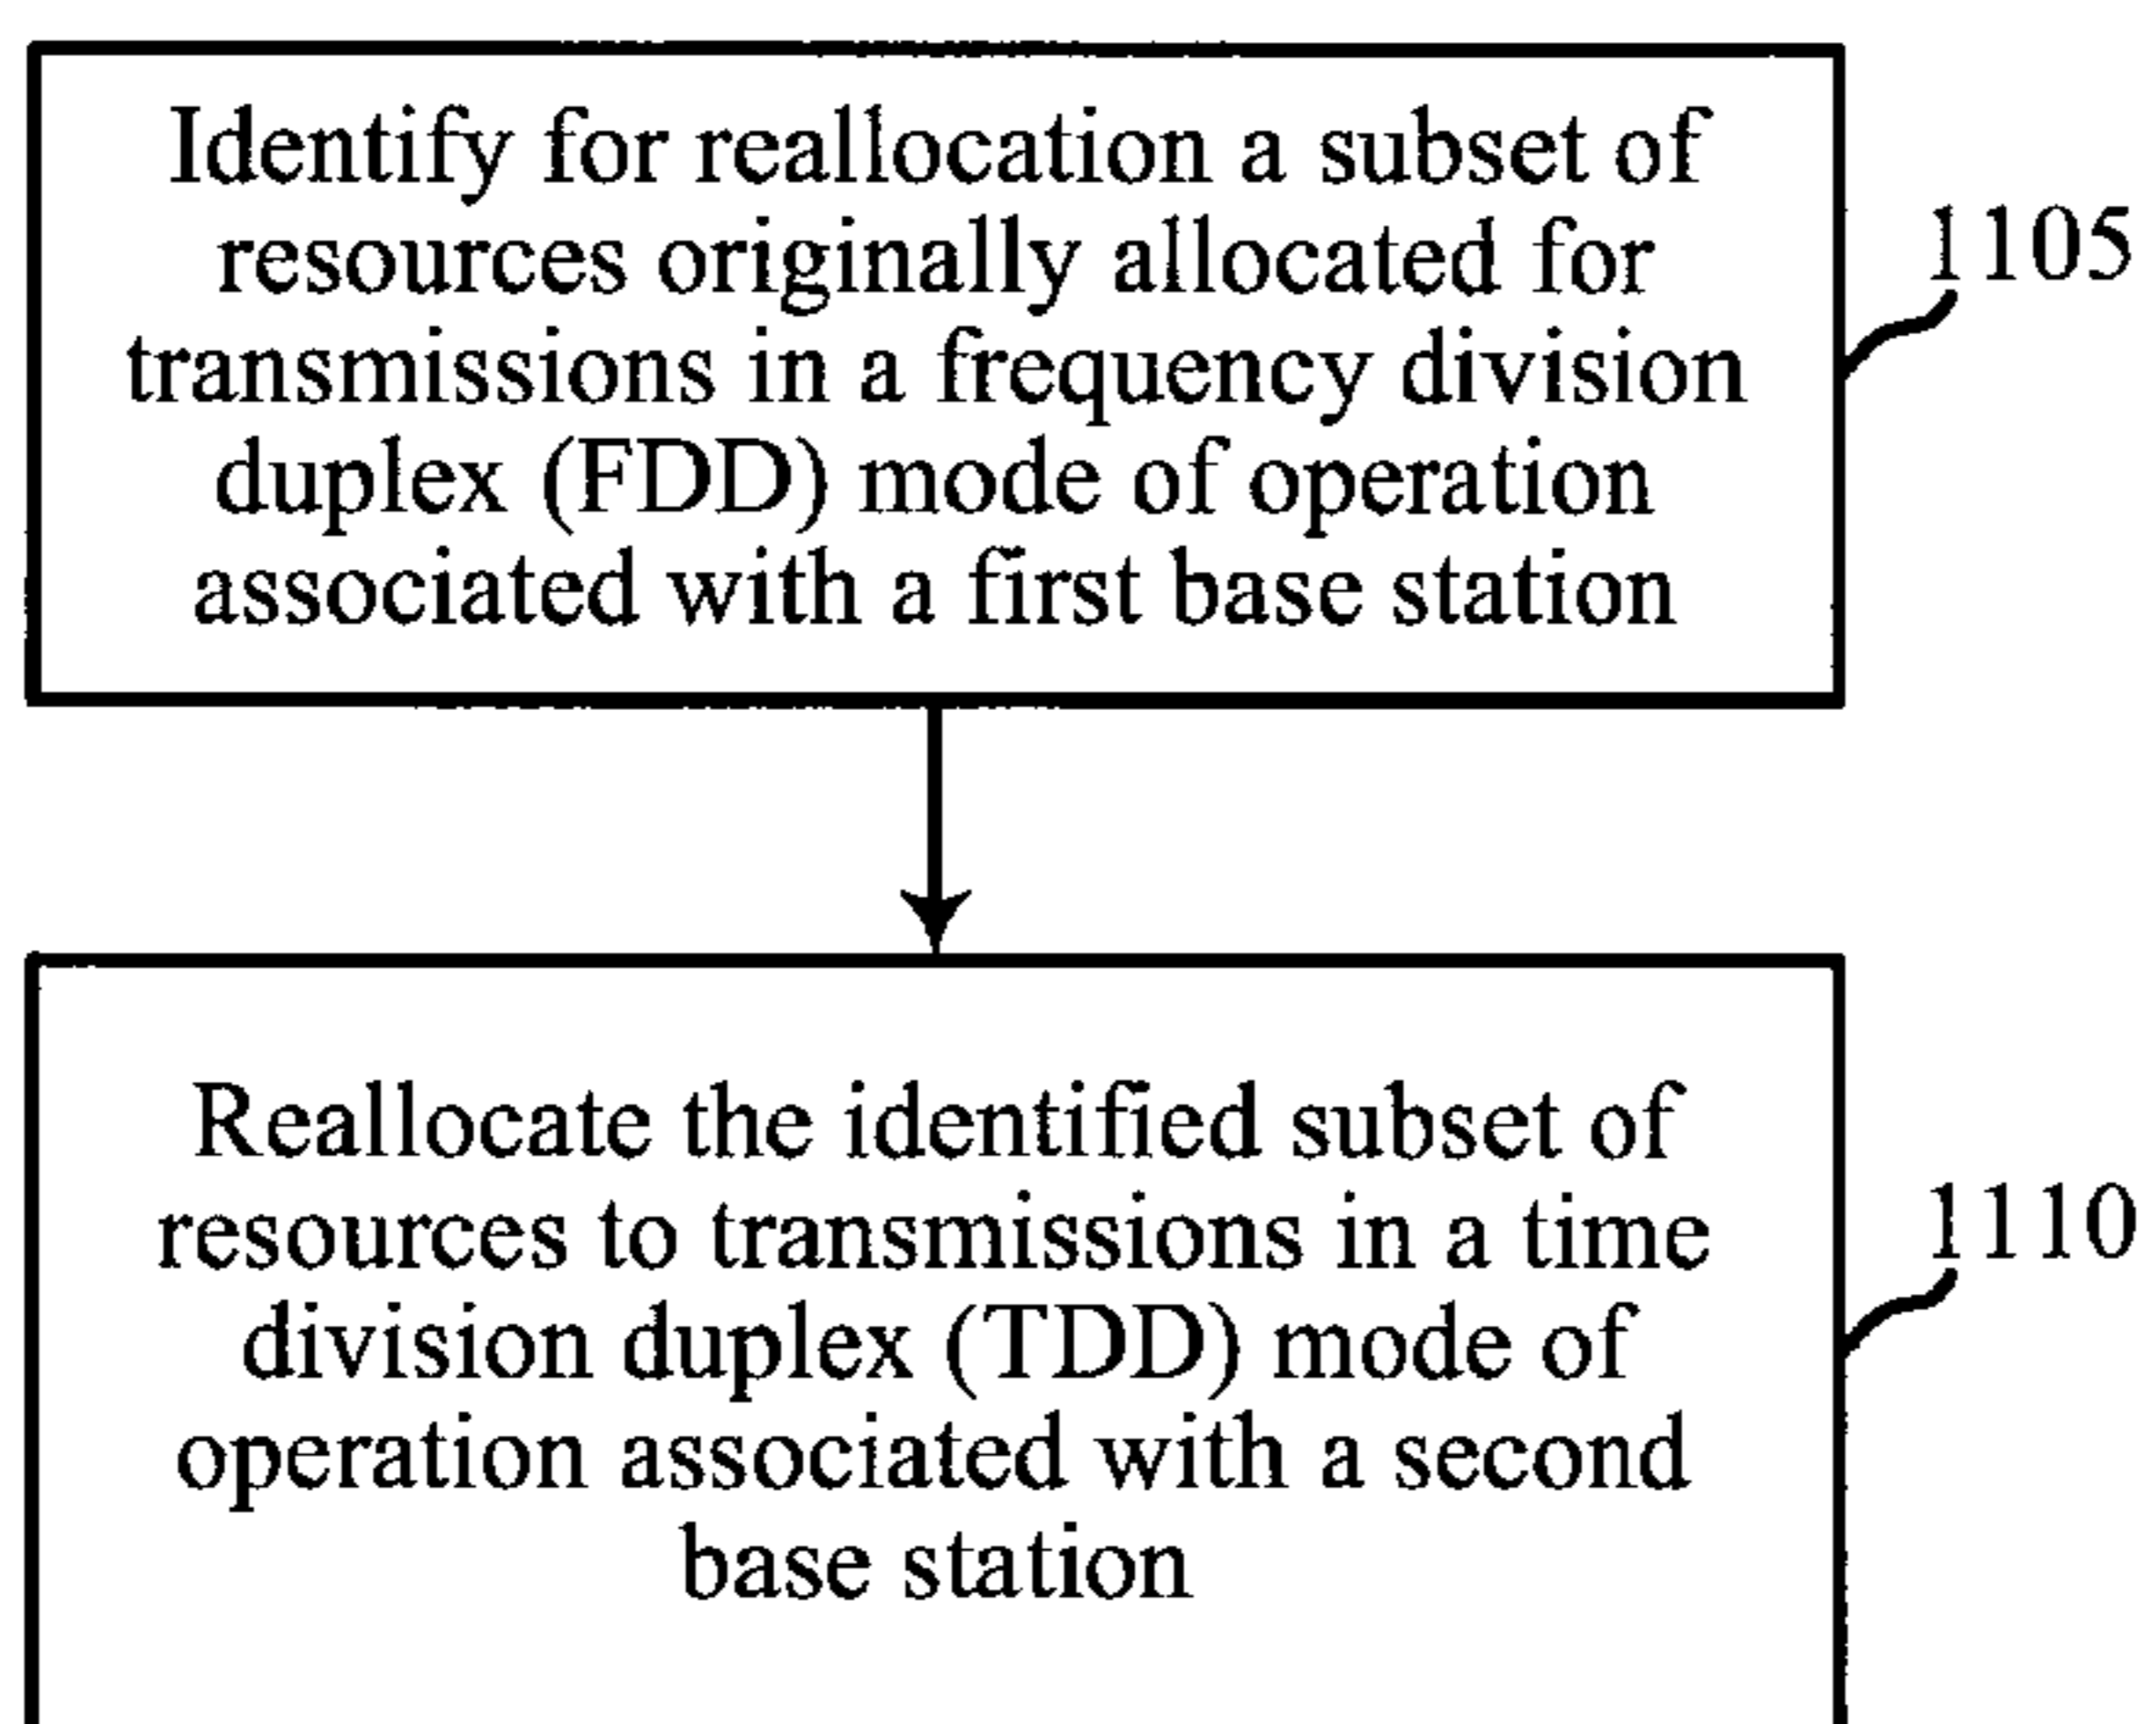 Identify for reallocation a subset of
resources originally allocated for
transmissions in a frequency division
duplex (FDD) mode of operation
associated with a first base station
1105
Reallocate the identified subset of
resources to transmissions in a time
division duplex (TDD) mode of
operation associated with a second
base station
1110